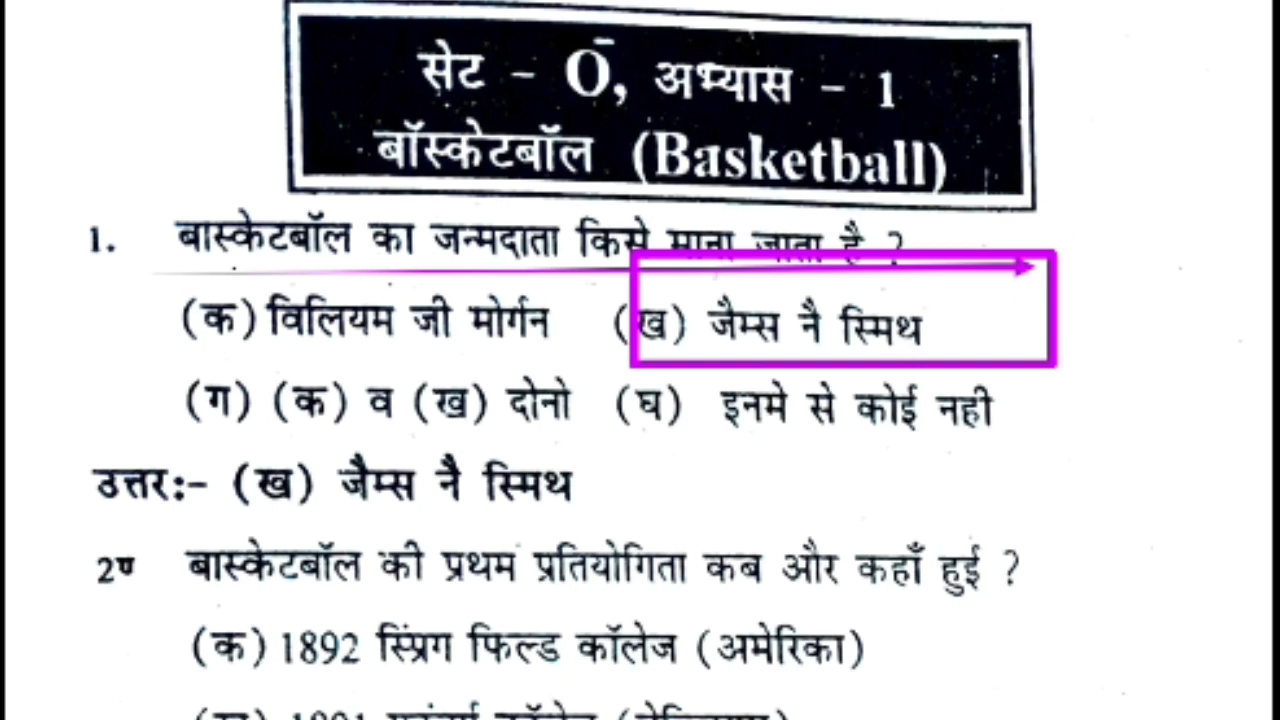 सेट - Ō, अभ्यास - 1
बॉस्केटबॉल (Basketball)
1. बास्केटबॉल का जन्मदाता किसे माना जाता है ?
(क) विलियम जी मोर्गन (ख) जैम्स नै स्मिथ
(ग) (क) व (ख) दोनो (घ) इनमे से कोई नही
उत्तर:- (ख) जैम्स नै स्मिथ
2ण बास्केटबॉल की प्रथम प्रतियोगिता कब और कहाँ हुई ?
(क) 1892 स्प्रिंग फिल्ड कॉलेज (अमेरिका)